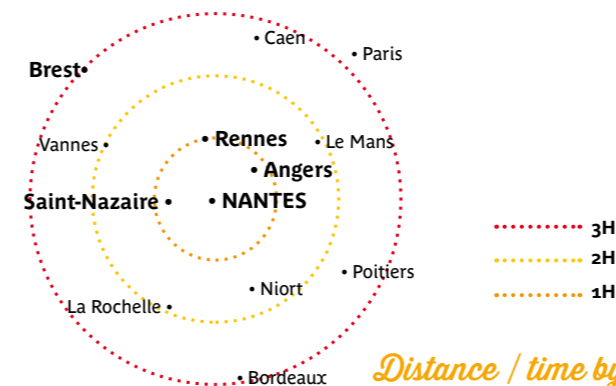 Caen
Paris
Brest
Rennes
Vannes
Le Mans
Angers
Saint-Nazaire
NANTES
3H
2H
Poitiers
Niort
1H
La Rochelle
Bordeaux
Distance / time by